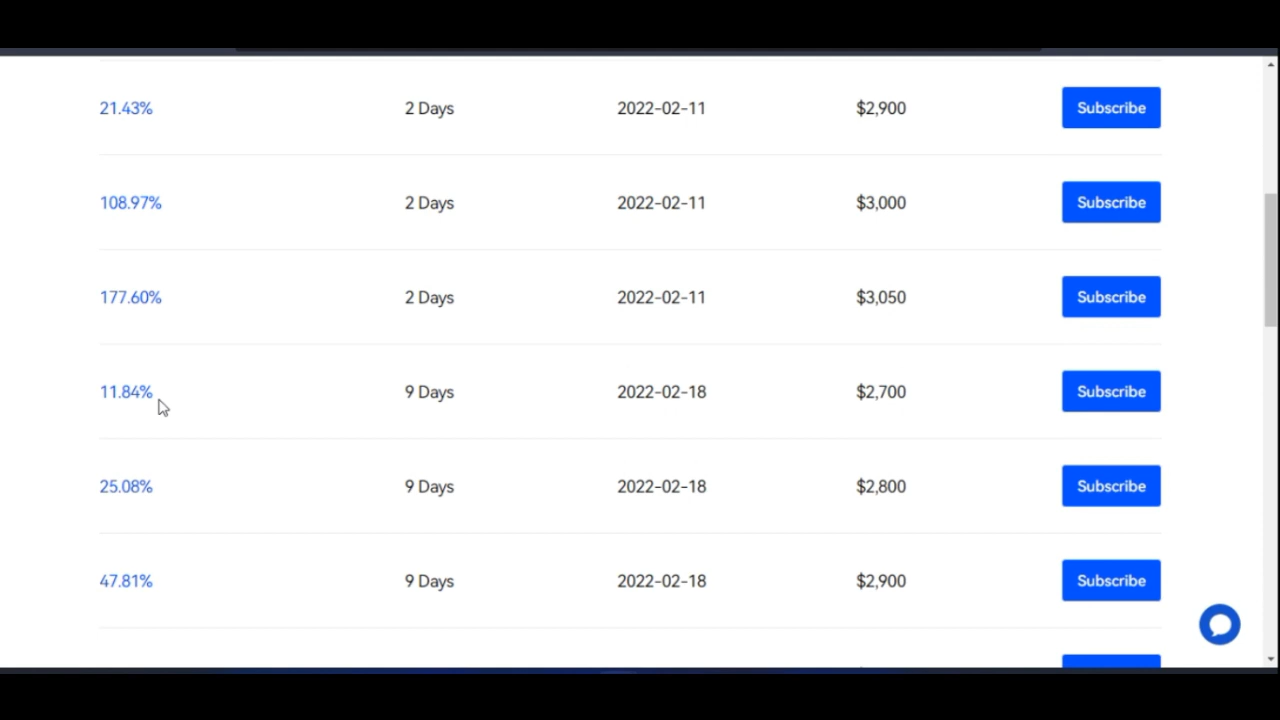 21.43% 2 Days 2022-02-11 $2,900 Subscribe
108.97% 2 Days 2022-02-11 $3,000 Subscribe
177.60% 2 Days 2022-02-11 $3,050 Subscribe
11.84% 9 Days 2022-02-18 $2,700 Subscribe
25.08% 9 Days 2022-02-18 $2,800 Subscribe
47.81% 9 Days 2022-02-18 $2,900 Subscribe